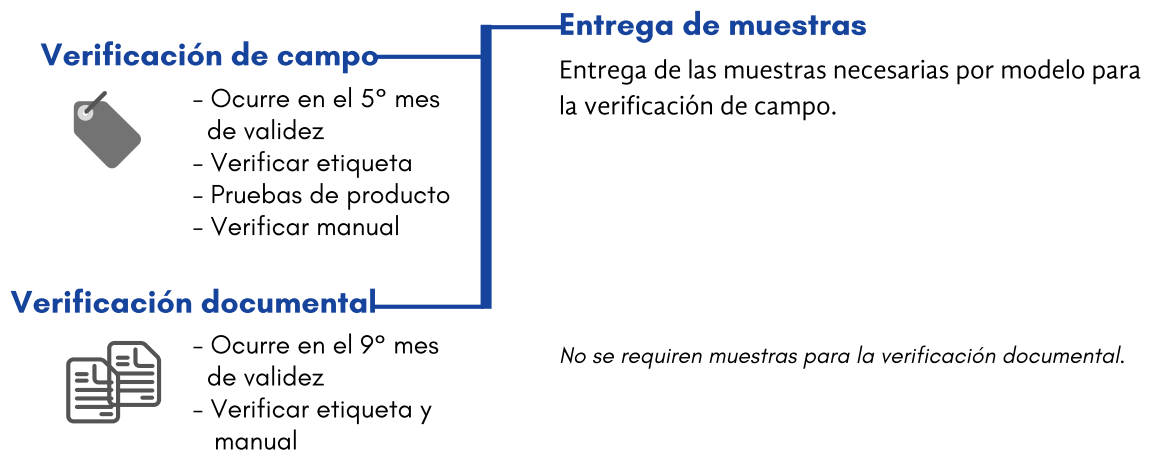 Verificación de campo
- Ocurre en el 5° mes
de validez
- Verificar etiqueta
- Pruebas de producto
- Verificar manual
Verificación documental
- Ocurre en el 9° mes
de validez
- Verificar etiqueta y
manual
Entrega de muestras
Entrega de las muestras necesarias por modelo para
la verificación de campo.
No se requiren muestras para la verificación documental.